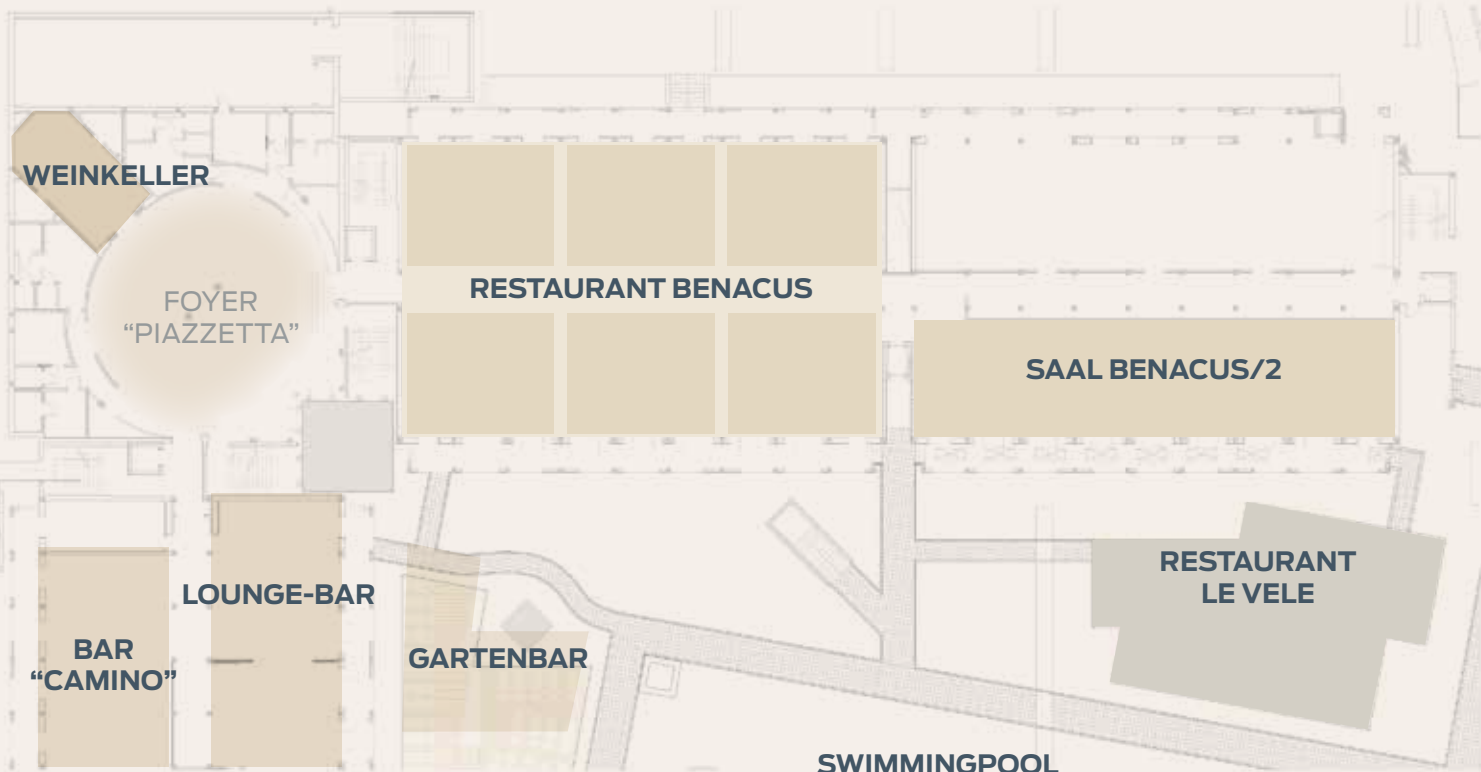 WEINKELLER
FOYER
“PIAZZETTA”
RESTAURANT BENACUS
SAAL BENACUS/2
RESTAURANT
LE VELE
LOUNGE-BAR
BAR
“CAMINO”
GARTENBAR
SWIMMINGPOOL